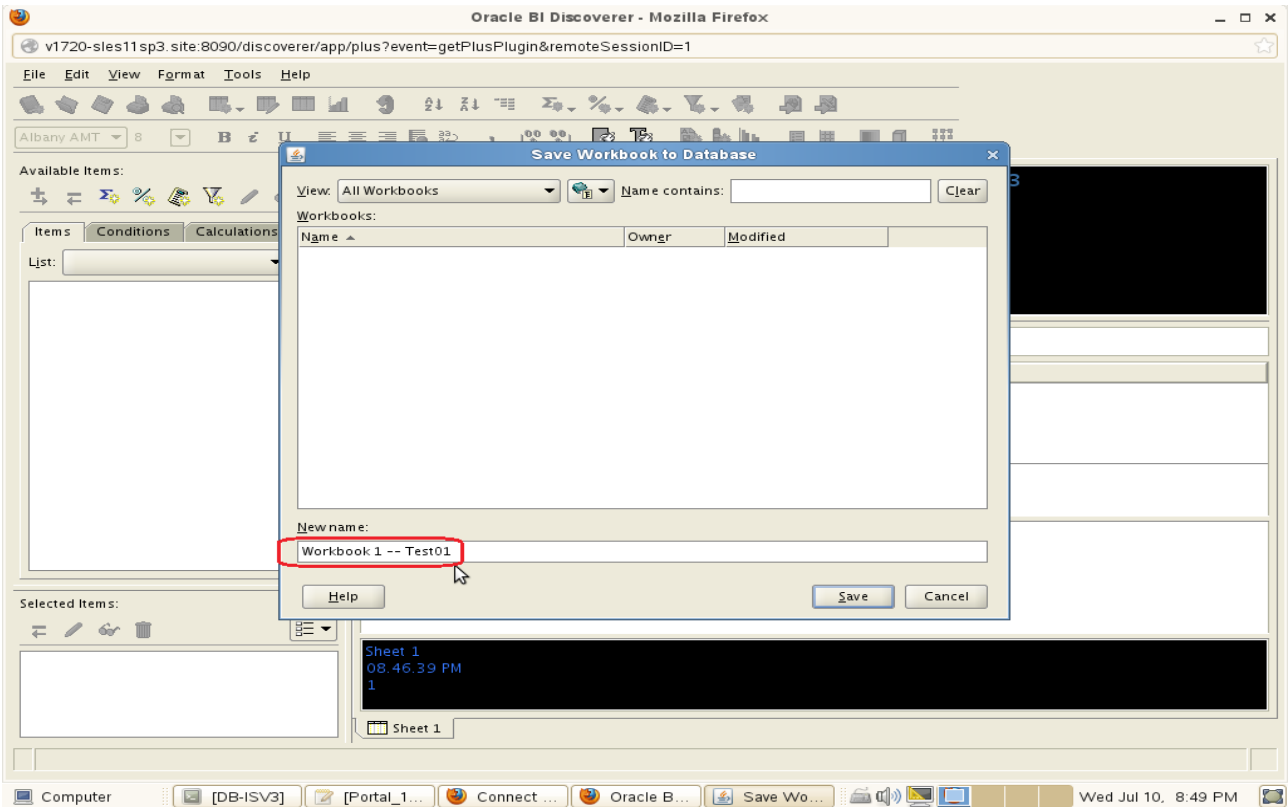 Oracle BI Discoverer - Mozilla Firefox
v1720-sles11sp3.site:8090/discoverer/app/plus?event=getPlusPlugin&remoteSessionID=1
File Edit View Format Tools Help
Albany AMT 8 B i U
Available Items:
Items Conditions Calculations
List:
Save Workbook to Database
View: All Workbooks Name contains: Clear
Workbooks:
Name Owner Modified
New name:
Workbook 1 -- Test01
Help Save Cancel
3
Selected Items:
Sheet 1
08.46.39 PM
1
Sheet 1
Computer [DB-ISV3] [Portal_1... Connect ... Oracle B... Save Wo... Wed Jul 10, 8:49 PM